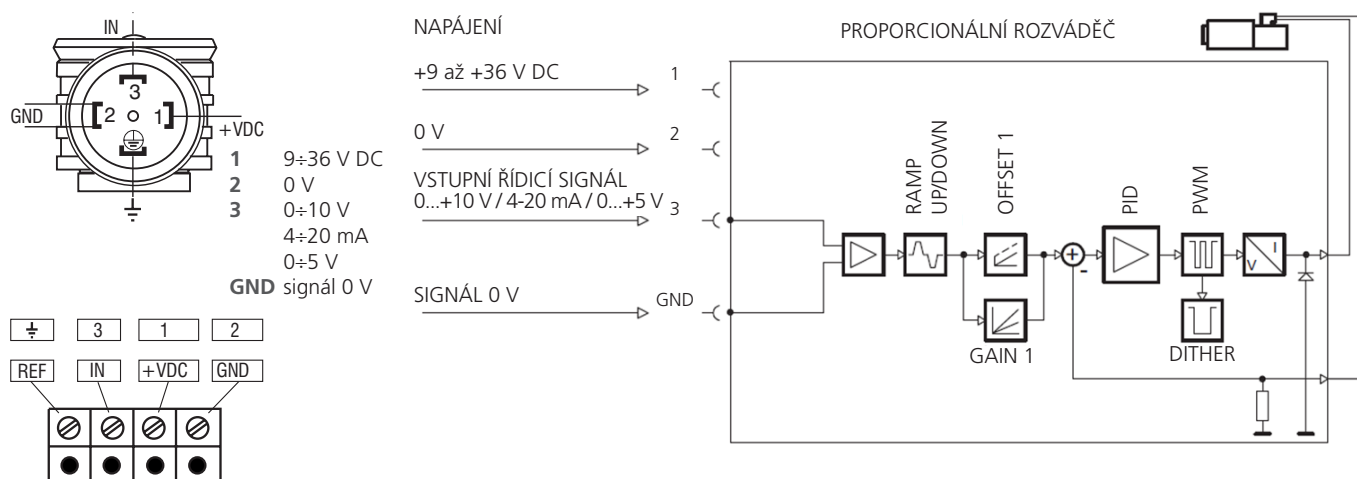 IN
3
GND
2
1
+VDC
1 9÷36 V DC
2 0 V
3 0÷10 V
4÷20 mA
0÷5 V
GND signál 0 V
3
1
2
REF
IN
+VDC
GND
NAPÁJENÍ
+9 až +36 V DC
1
0 V
2
VSTUPNÍ ŘÍDICÍ SIGNÁL
0...+10 V / 4-20 mA / 0...+5 V
3
SIGNÁL 0 V
GND
PROPORCIONÁLNÍ ROZVÁDĚČ
RAMP
UP/DOWN
OFFSET 1
GAIN 1
+
-
PID
PWM
DITHER
I
V